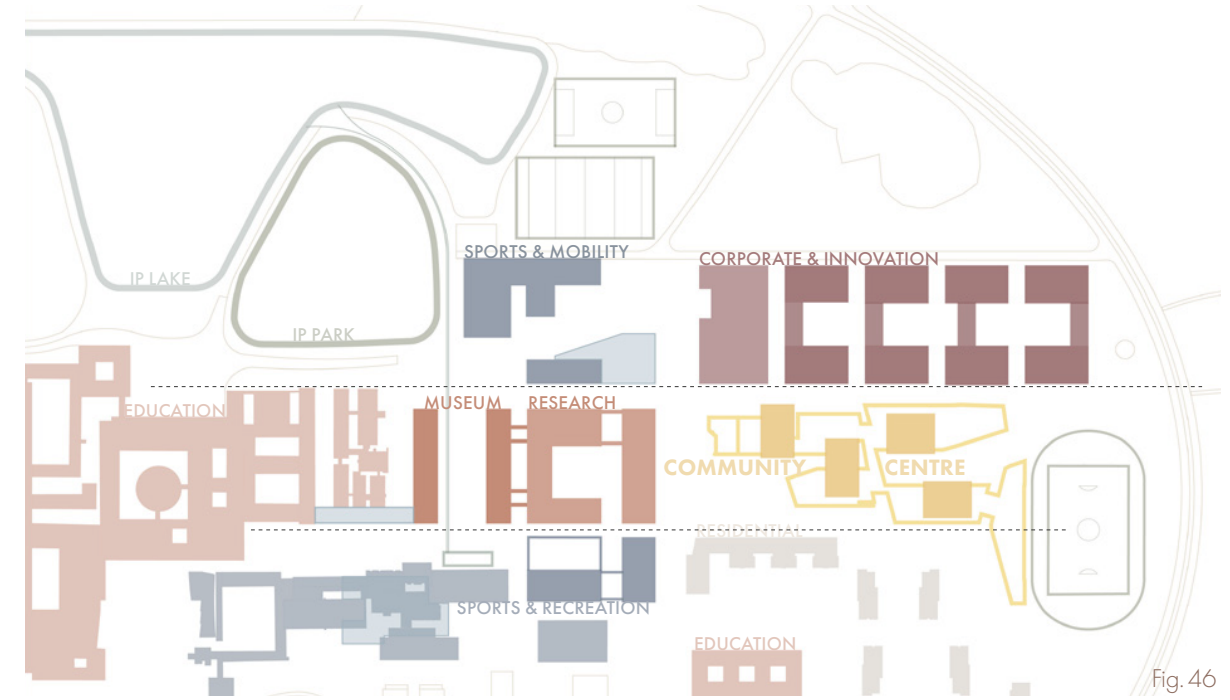 SPORTS & MOBILITY
CORPORATE & INNOVATION
IP LAKE
IP PARK
EDUCATION
MUSEUM
RESEARCH
COMMUNITY CENTRE
RESIDENTIAL
SPORTS & RECREATION
EDUCATION
Fig. 46